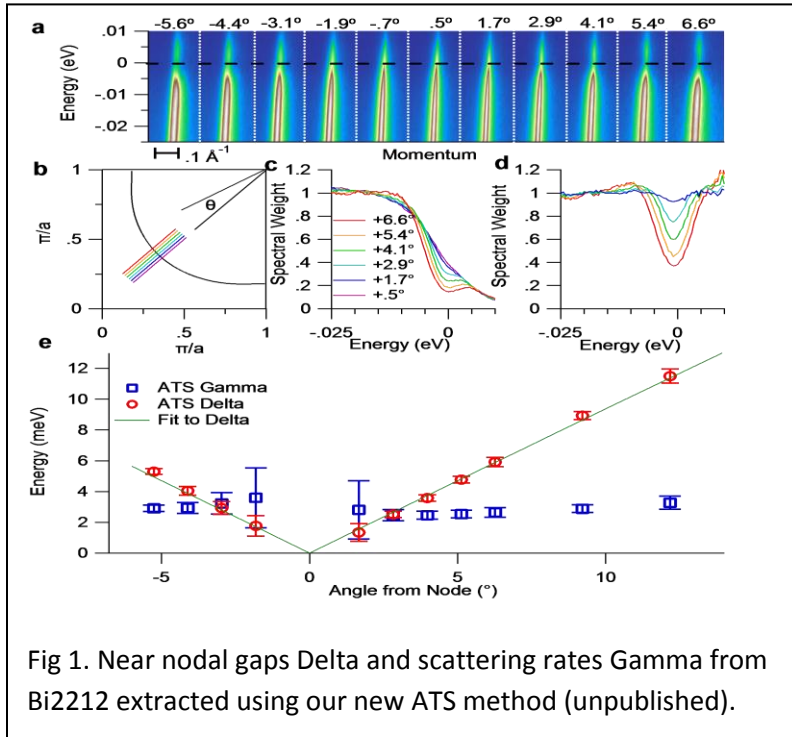 a
-5.6° -4.4° -3.1° -1.9° -.7° .5° 1.7° 2.9° 4.1° 5.4° 6.6°
.01
0
-.01
-.02
Energy (eV)
.1 Å⁻¹
Momentum
b
π/a
1
.5
0
θ
0
.5
1
π/a
c
Spectral Weight
1.2
1
.8
.6
.4
.2
0
+6.6°
+5.4°
+4.1°
+2.9°
+1.7°
+.5°
-.025
0
Energy (eV)
d
Spectral Weight
1.2
1
.8
.6
.4
.2
0
-.025
0
Energy (eV)
e
Energy (meV)
12
10
8
6
4
2
0
ATS Gamma
ATS Delta
Fit to Delta
-5
0
5
10
Angle from Node (°)
Fig 1. Near nodal gaps Delta and scattering rates Gamma from
Bi2212 extracted using our new ATS method (unpublished).